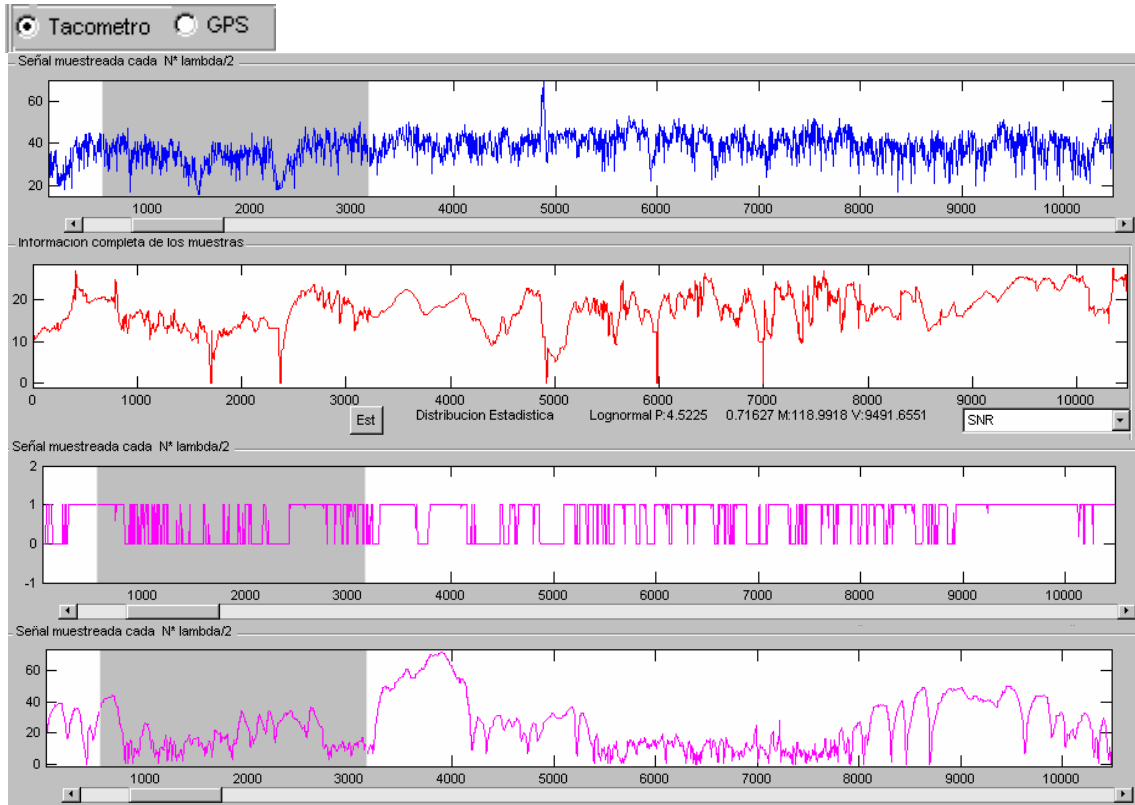 Tacometro GPS
Señal muestreada cada N* lambda/2
60
40
20
1000 2000 3000 4000 5000 6000 7000 8000 9000 10000
Informacion completa de los muestras
20
10
0
0 1000 2000 3000 4000 5000 6000 7000 8000 9000 10000
Est Distribucion Estadistica Lognormal P:4.5225 0.71627 M:118.9918 V:9491.6551 SNR
Señal muestreada cada N* lambda/2
2
1
0
-1
1000 2000 3000 4000 5000 6000 7000 8000 9000 10000
Señal muestreada cada N* lambda/2
60
40
20
0
1000 2000 3000 4000 5000 6000 7000 8000 9000 10000